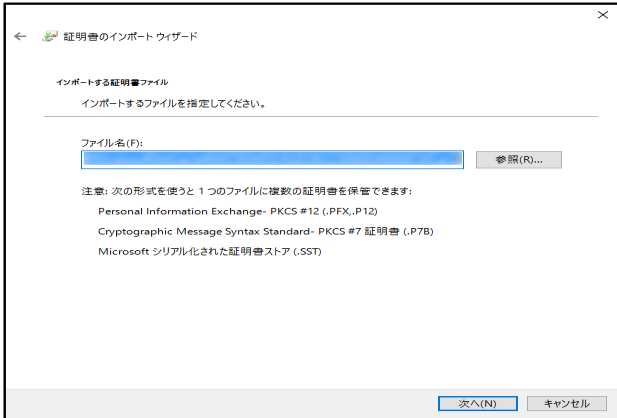 証明書のインポート ウィザード
インポートする証明書ファイル
インポートするファイルを指定してください。
ファイル名(F):
参照(R)...
注意: 次の形式を使うと 1 つのファイルに複数の証明書を保管できます:
Personal Information Exchange- PKCS #12 (.PFX,.P12)
Cryptographic Message Syntax Standard- PKCS #7 証明書 (.P7B)
Microsoft シリアル化された証明書ストア (.SST)
次へ(N)
キャンセル